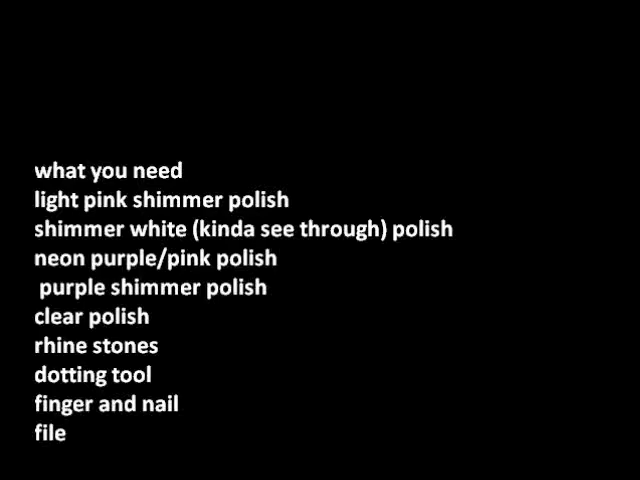 what you need
light pink shimmer polish
shimmer white (kinda see through) polish
neon purple/pink polish
purple shimmer polish
clear polish
rhine stones
dotting tool
finger and nail
file